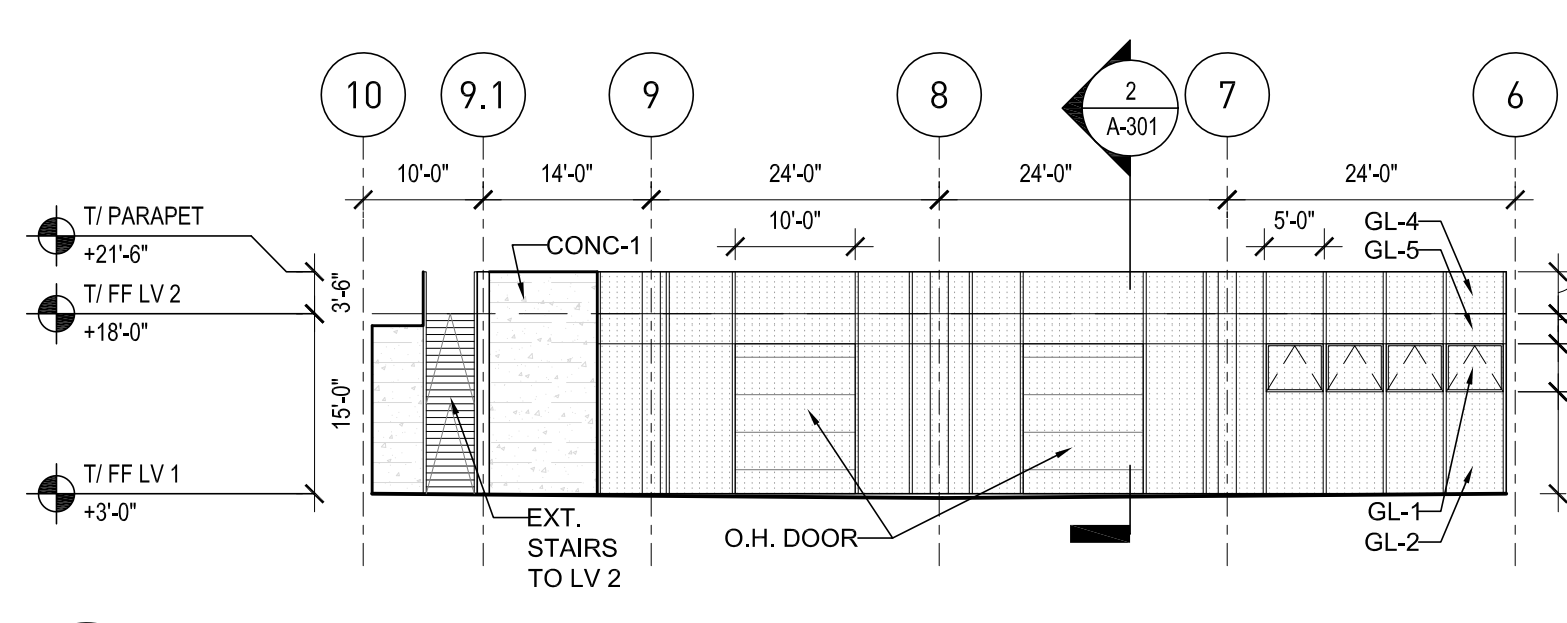 10
9.1
9
8
2
A-301
7
6
10'-0"
14'-0"
24'-0"
24'-0"
24'-0"
T/ PARAPET
+21'-6"
10'-0"
5'-0"
GL-4
GL-5
CONC-1
T/ FF LV 2
+18'-0"
3'-6"
15'-0"
T/ FF LV 1
+3'-0"
EXT.
STAIRS
TO LV 2
O.H. DOOR
GL-1
GL-2